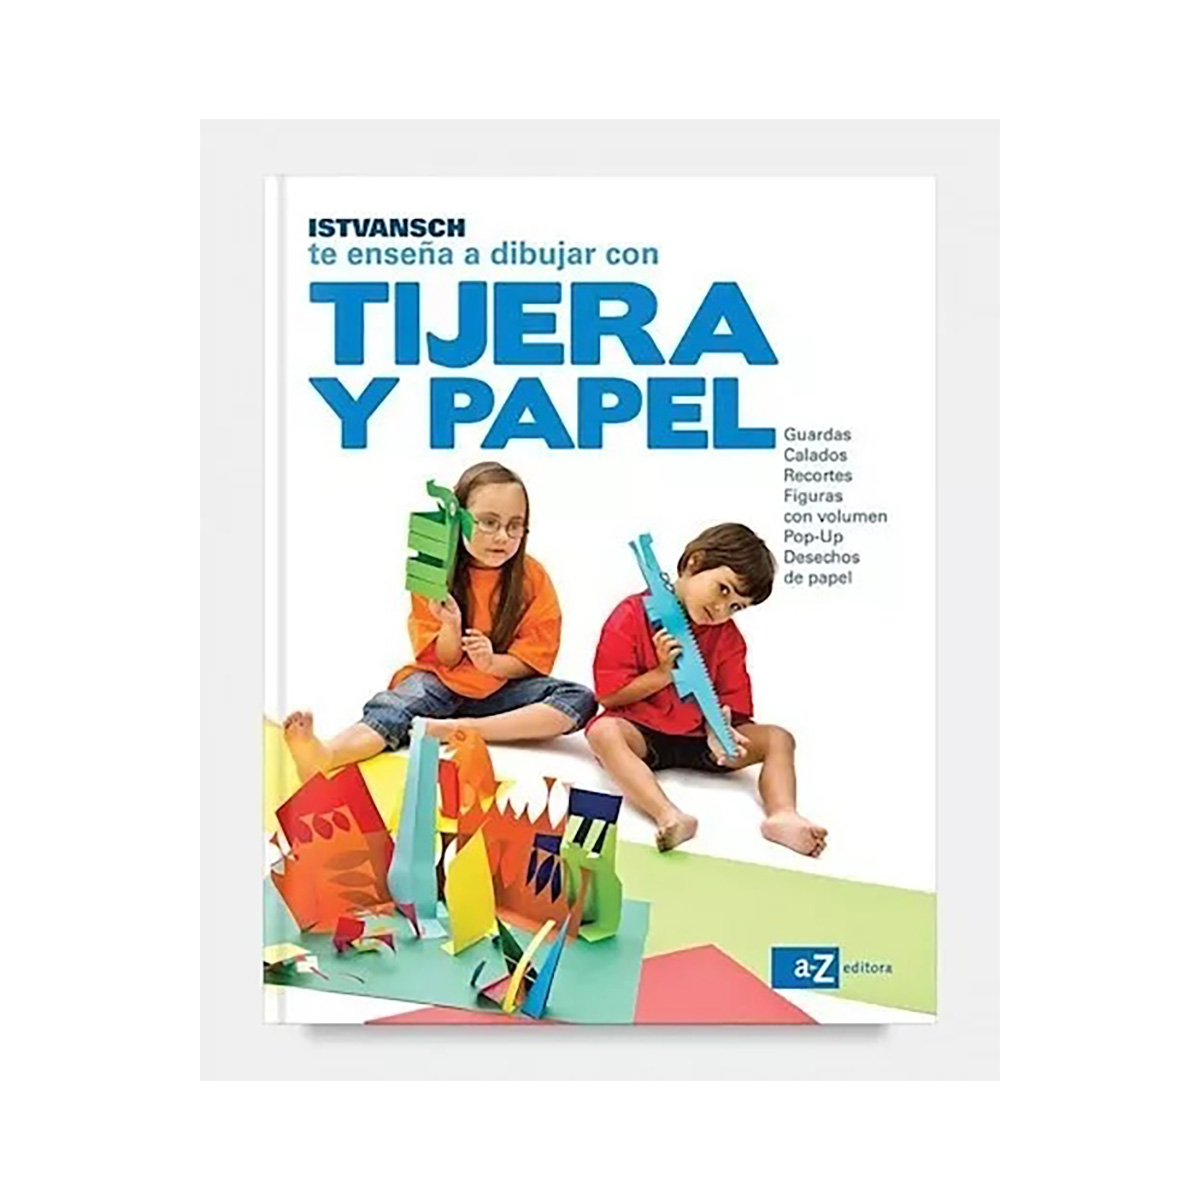 ISTVANSCH
te enseña a dibujar con
TIJERA
Y PAPEL
Guardas
Calados
Recortes
Figuras
con volumen
Pop-Up
Desechos
de papel
a-Z editora